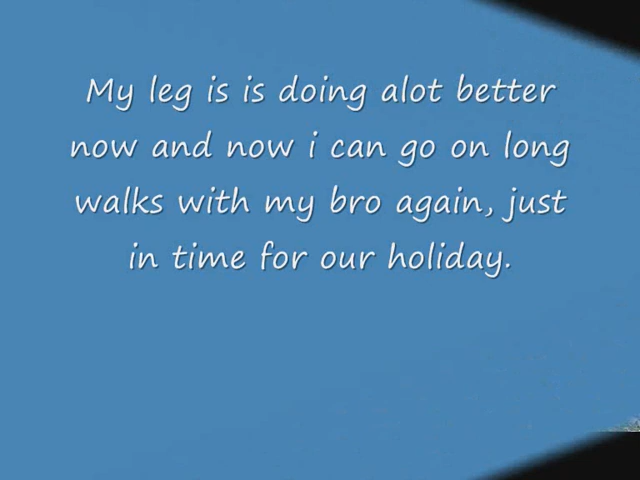 My leg is is doing alot better
now and now i can go on long
walks with my bro again, just
in time for our holiday.